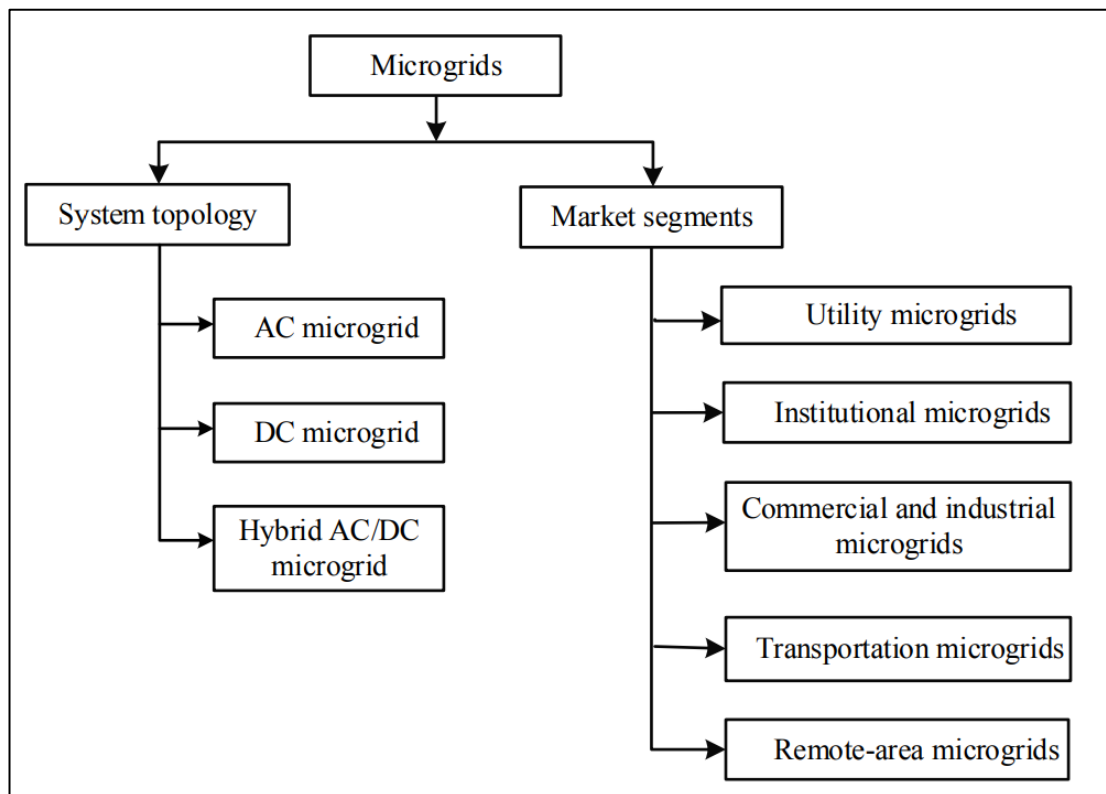 Microgrids
System topology
Market segments
AC microgrid
DC microgrid
Hybrid AC/DC
microgrid
Utility microgrids
Institutional microgrids
Commercial and industrial
microgrids
Transportation microgrids
Remote-area microgrids